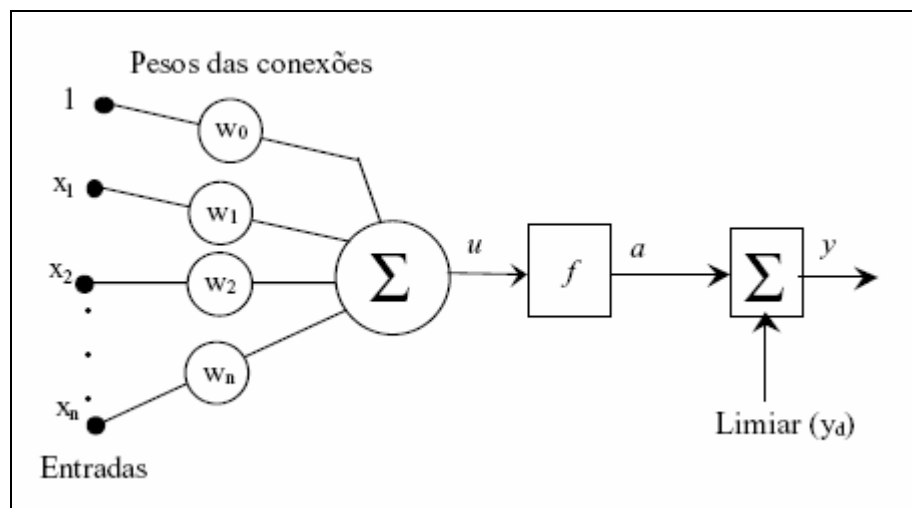 Pesos das conexões
1
w0
x1
w1
u
a
y
x2
w2
Σ
f
Σ
wn
xn
Limiar (yd)
Entradas